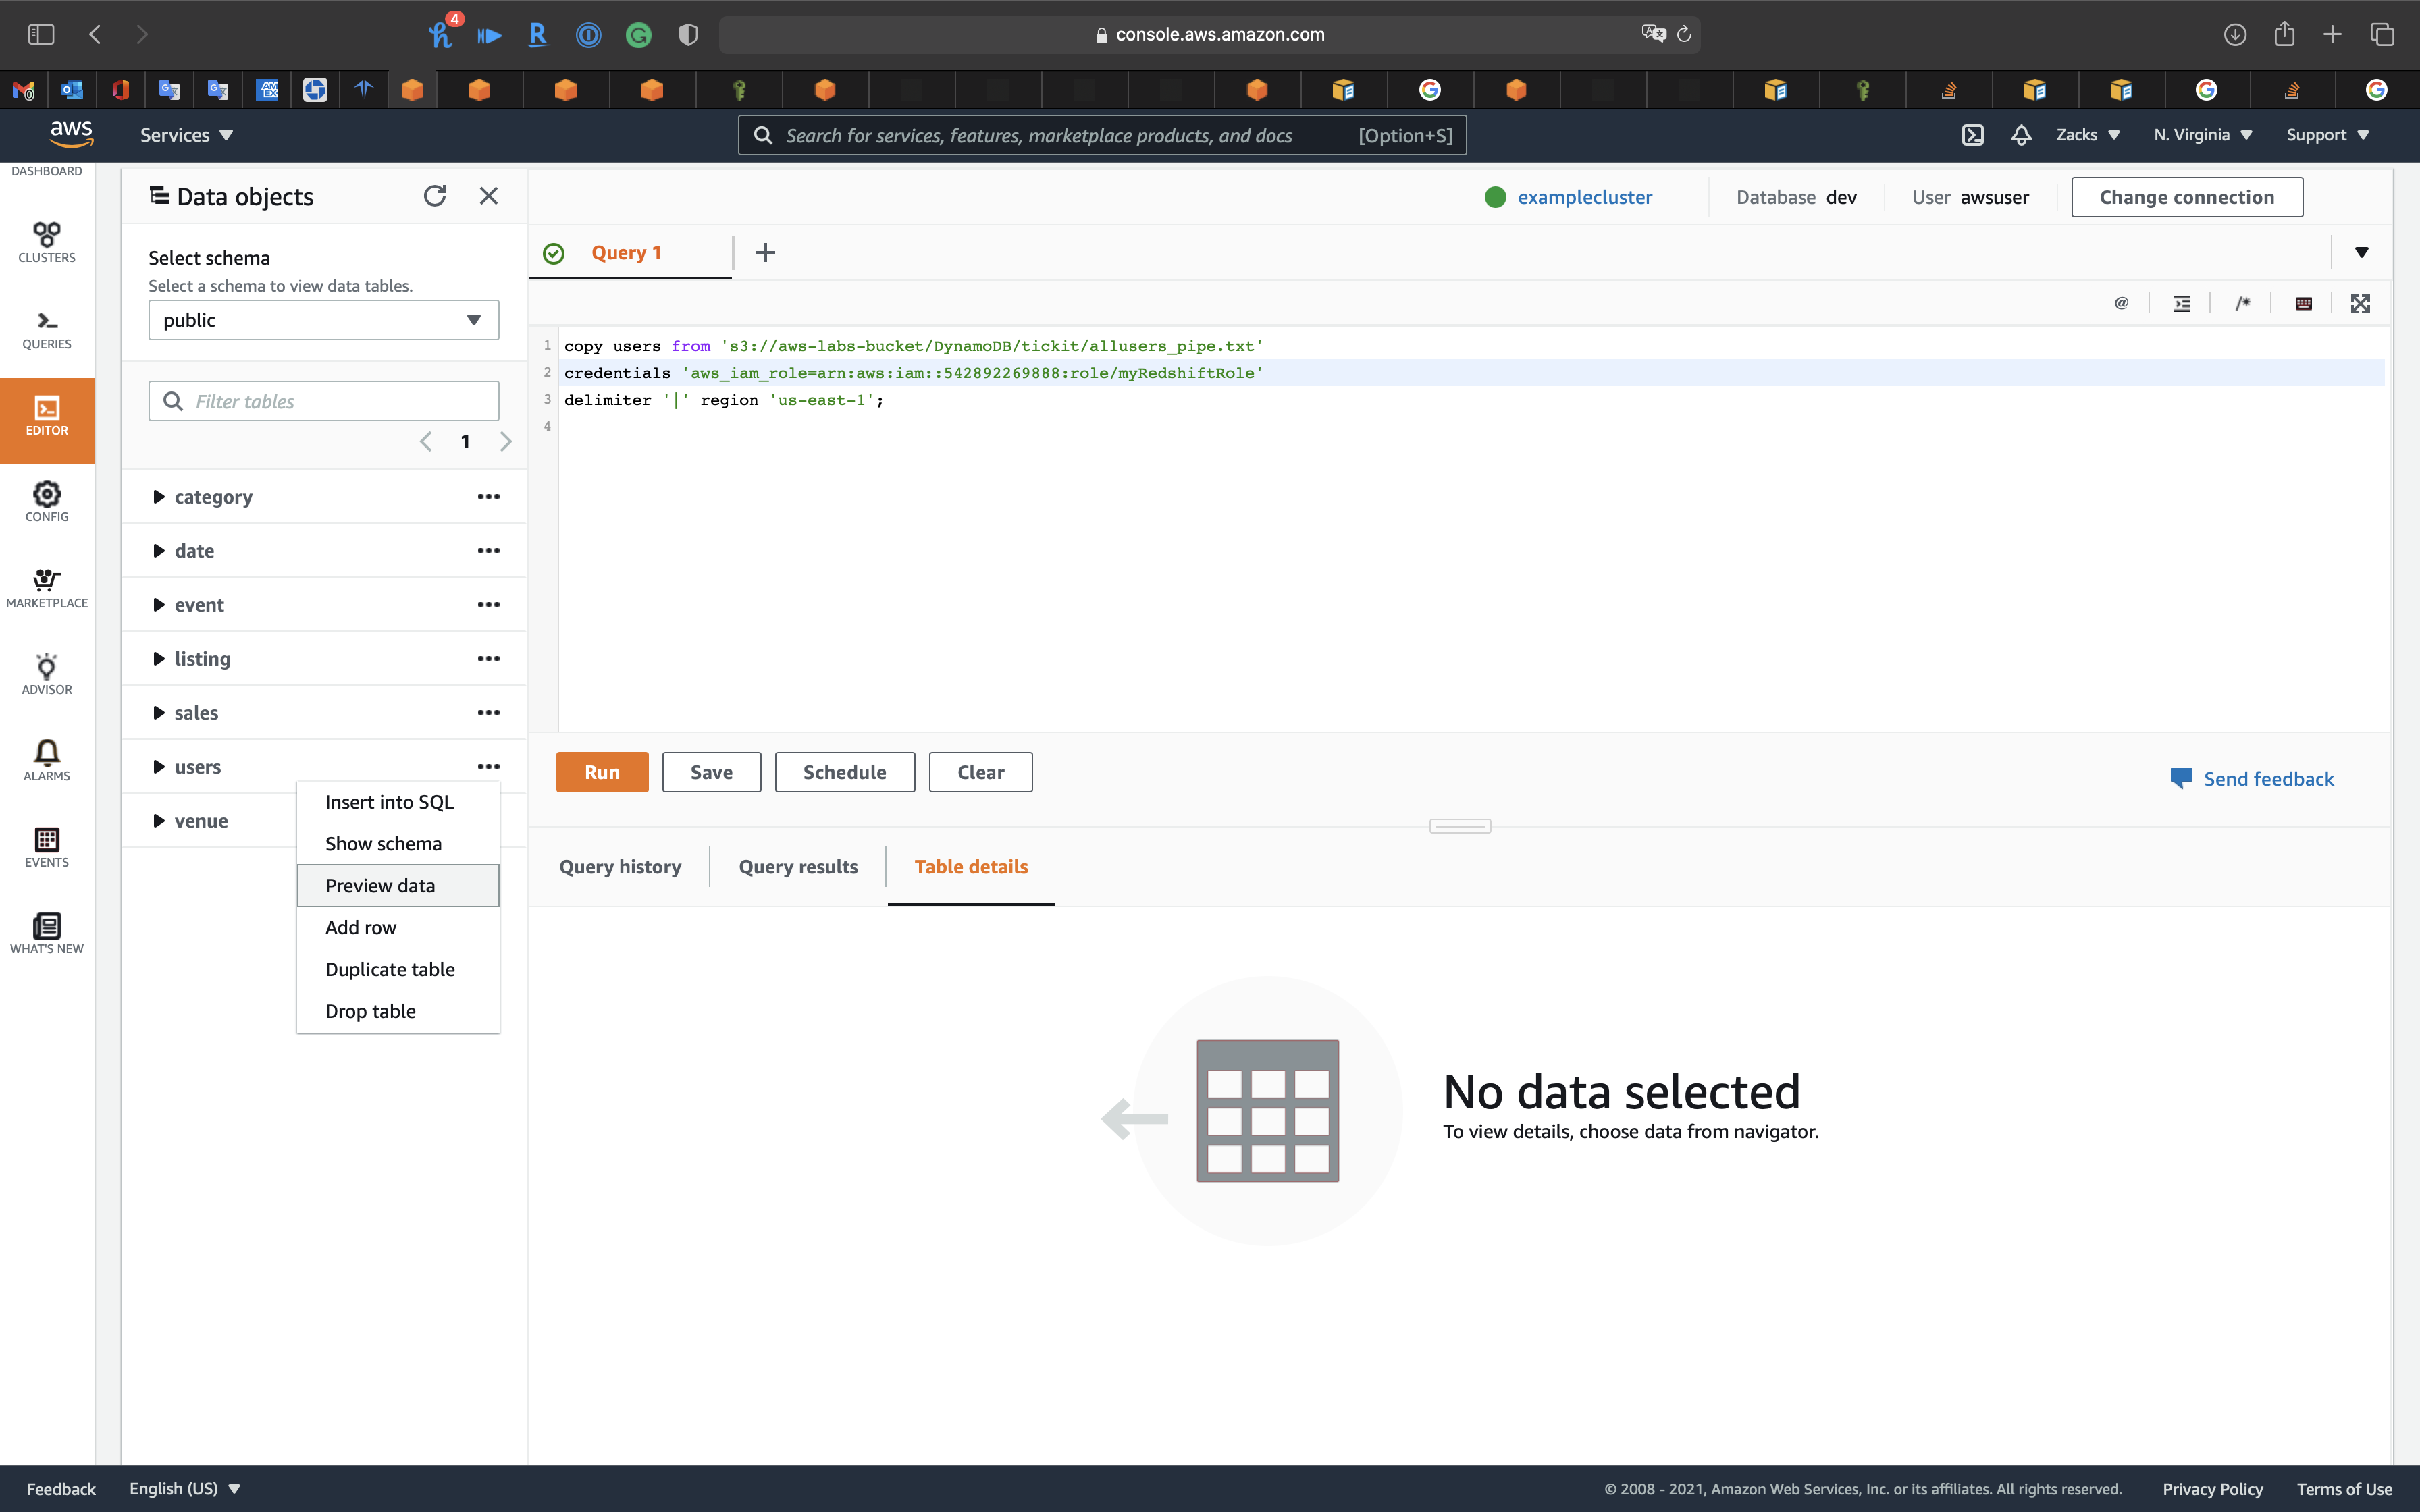 4
console.aws.amazon.com
aws
Services
Search for services, features, marketplace products, and docs [Option+S]
Zacks
N. Virginia
Support
DASHBOARD
CLUSTERS
QUERIES
EDITOR
CONFIG
MARKETPLACE
ADVISOR
ALARMS
EVENTS
WHAT'S NEW
Data objects
Select schema
Select a schema to view data tables.
public
Filter tables
1
category
date
event
listing
sales
users
venue
Insert into SQL
Show schema
Preview data
Add row
Duplicate table
Drop table
examplecluster
Database dev
User awsuser
Change connection
Query 1
1 copy users from 's3://aws-labs-bucket/DynamoDB/tickit/allusers_pipe.txt'
2 credentials 'aws_iam_role=arn:aws:iam::542892269888:role/myRedshiftRole'
3 delimiter '|' region 'us-east-1';
4
Run
Save
Schedule
Clear
Send feedback
Query history
Query results
Table details
No data selected
To view details, choose data from navigator.
Feedback
English (US)
© 2008 - 2021, Amazon Web Services, Inc. or its affiliates. All rights reserved.
Privacy Policy
Terms of Use